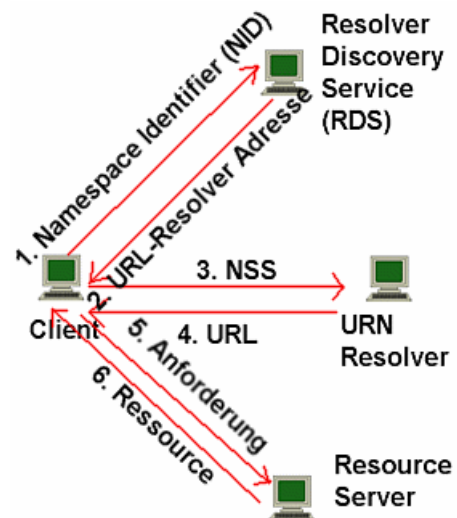 Resolver
Discovery
Service
(RDS)
1. Namespace Identifier (NID)
2. URL-Resolver Adresse
3. NSS
Client
4. URL
URN
Resolver
5. Anforderung
6. Ressource
Resource
Server